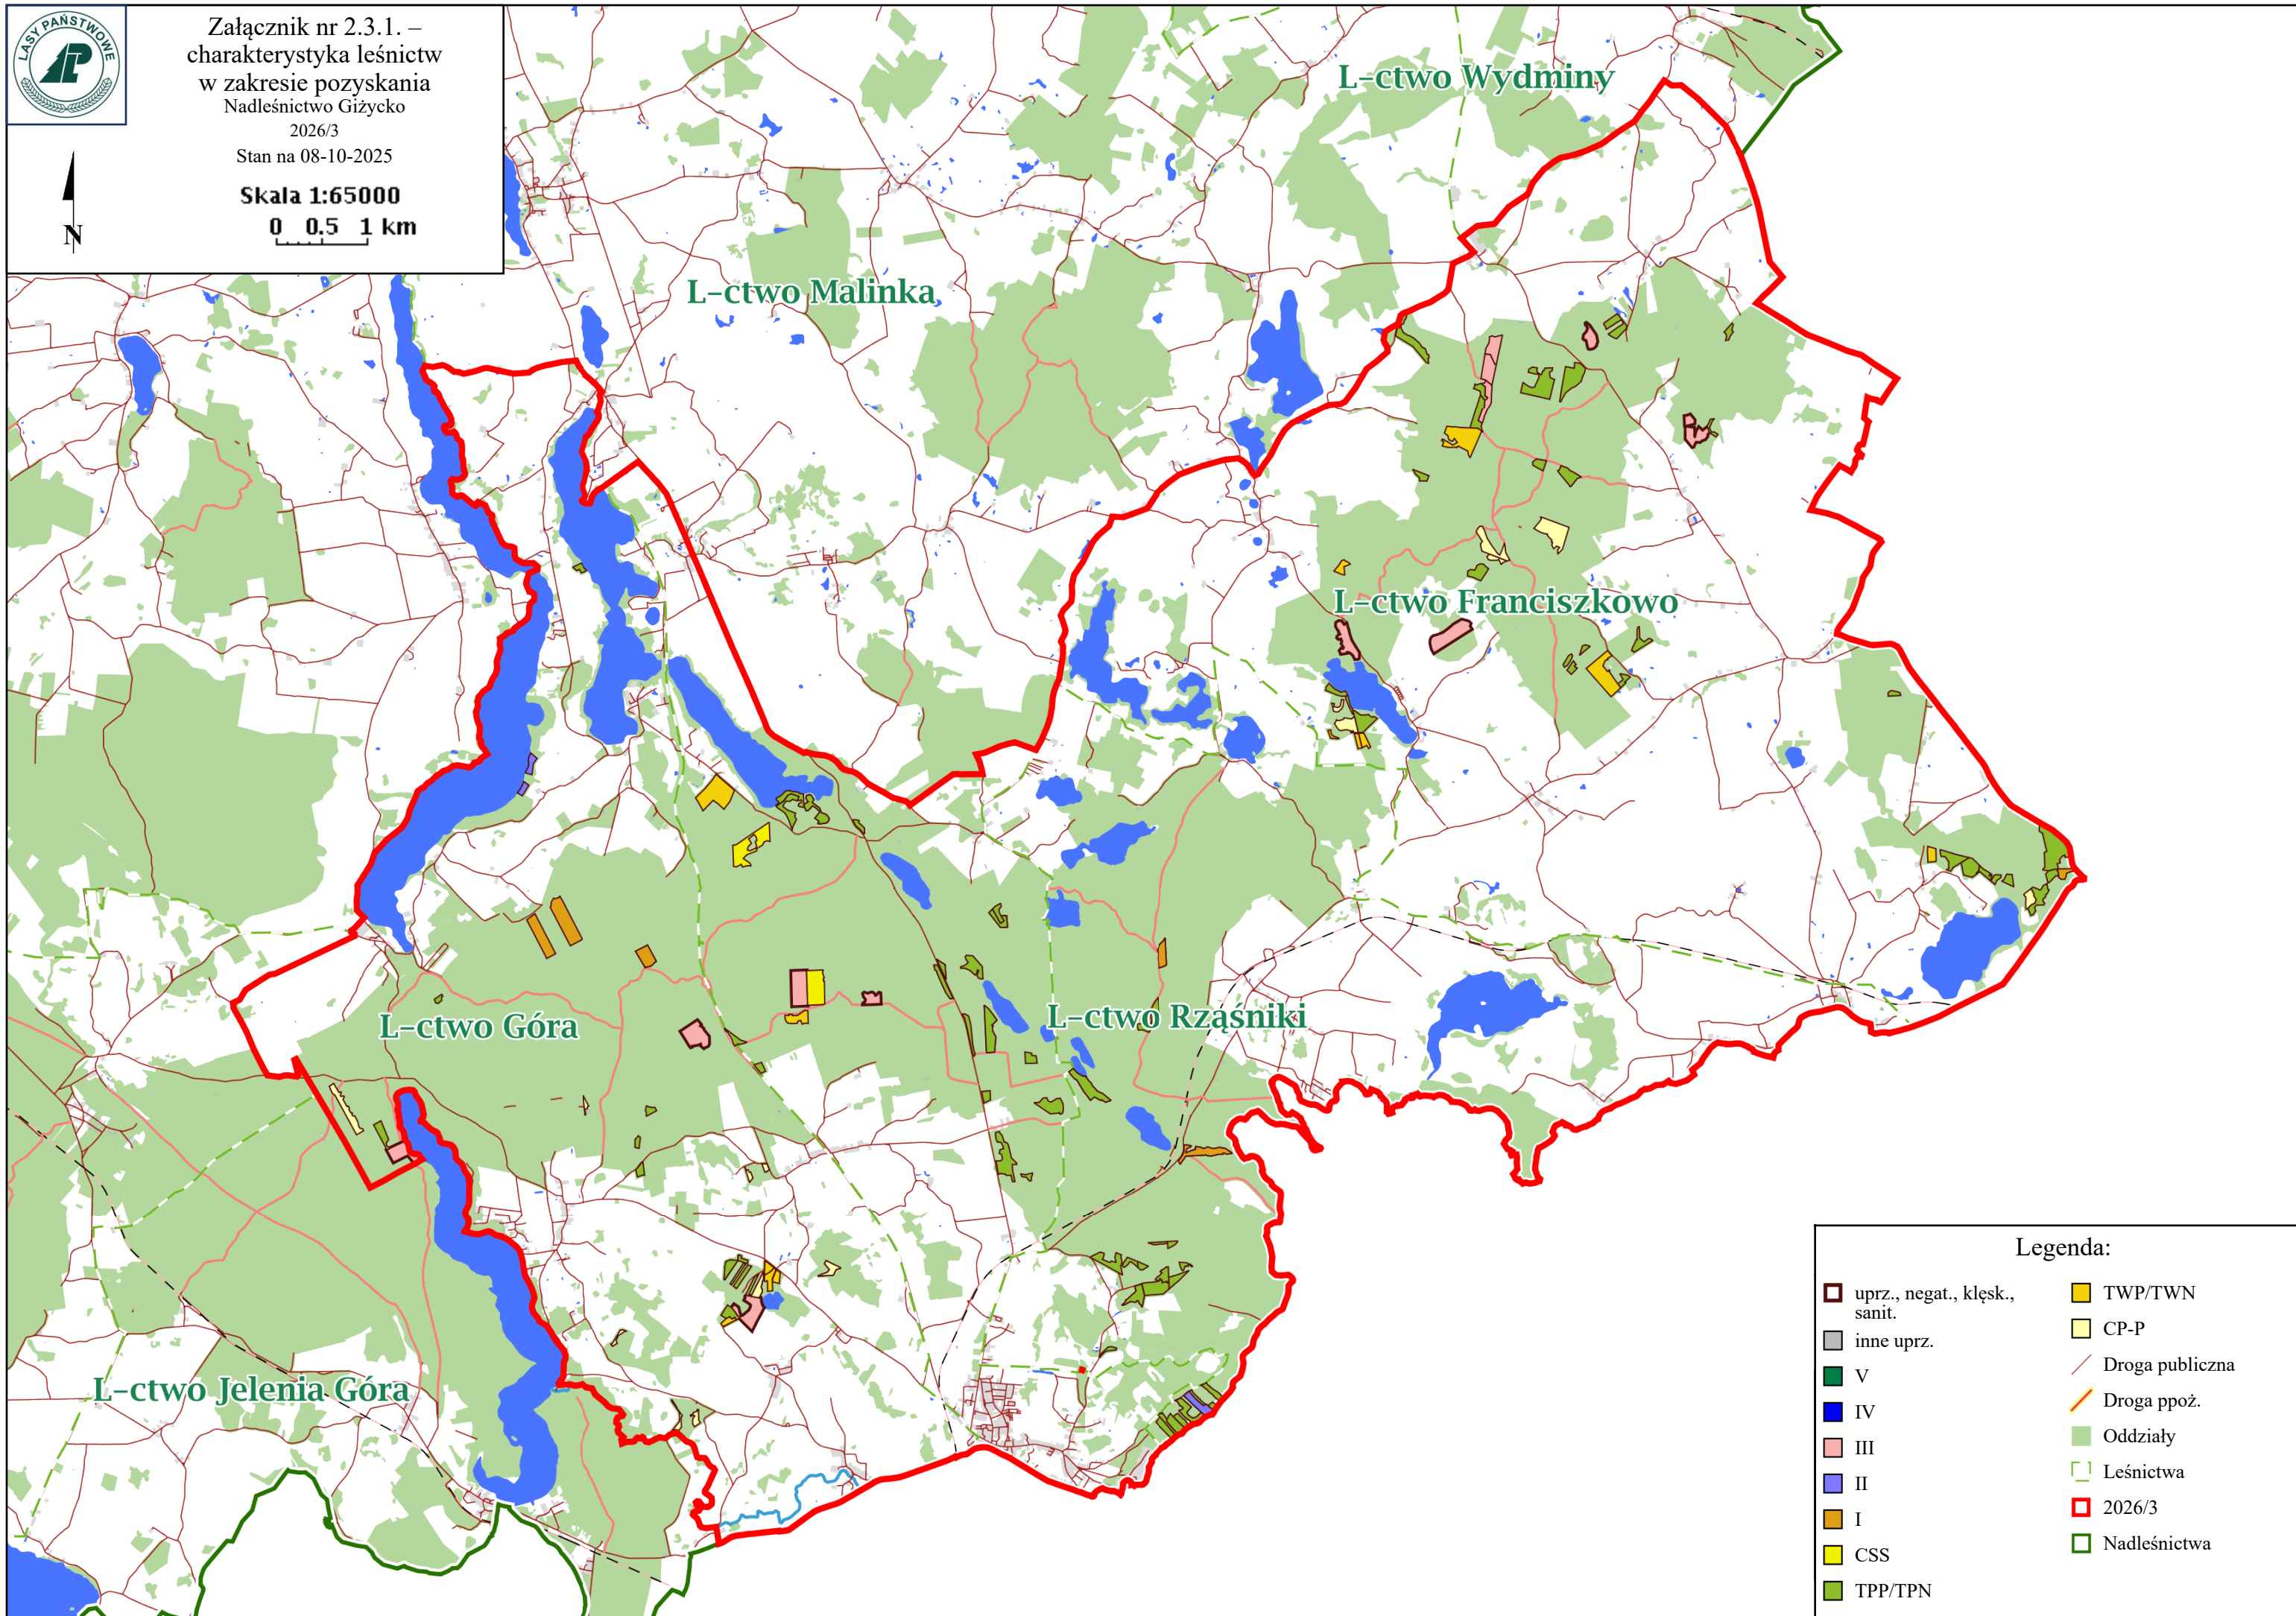 LASY PAŃSTWOWE
Załącznik nr 2.3.1. –
charakterystyka leśnictw
w zakresie pozyskania
Nadleśnictwo Giżycko
2026/3
Stan na 08-10-2025
Skala 1:65000
0 0.5 1 km
N
L-ctwo Wydminy
L-ctwo Malinka
L-ctwo Franciszkowo
L-ctwo Góra
L-ctwo Rząśniki
L-ctwo Jelenia Góra
Legenda:
uprz., negat., klęsk.,
sanit.
inne uprz.
V
IV
III
II
I
CSS
TPP/TPN
TWP/TWN
CP-P
Droga publiczna
Droga ppoż.
Oddziały
Leśnictwa
2026/3
Nadleśnictwa